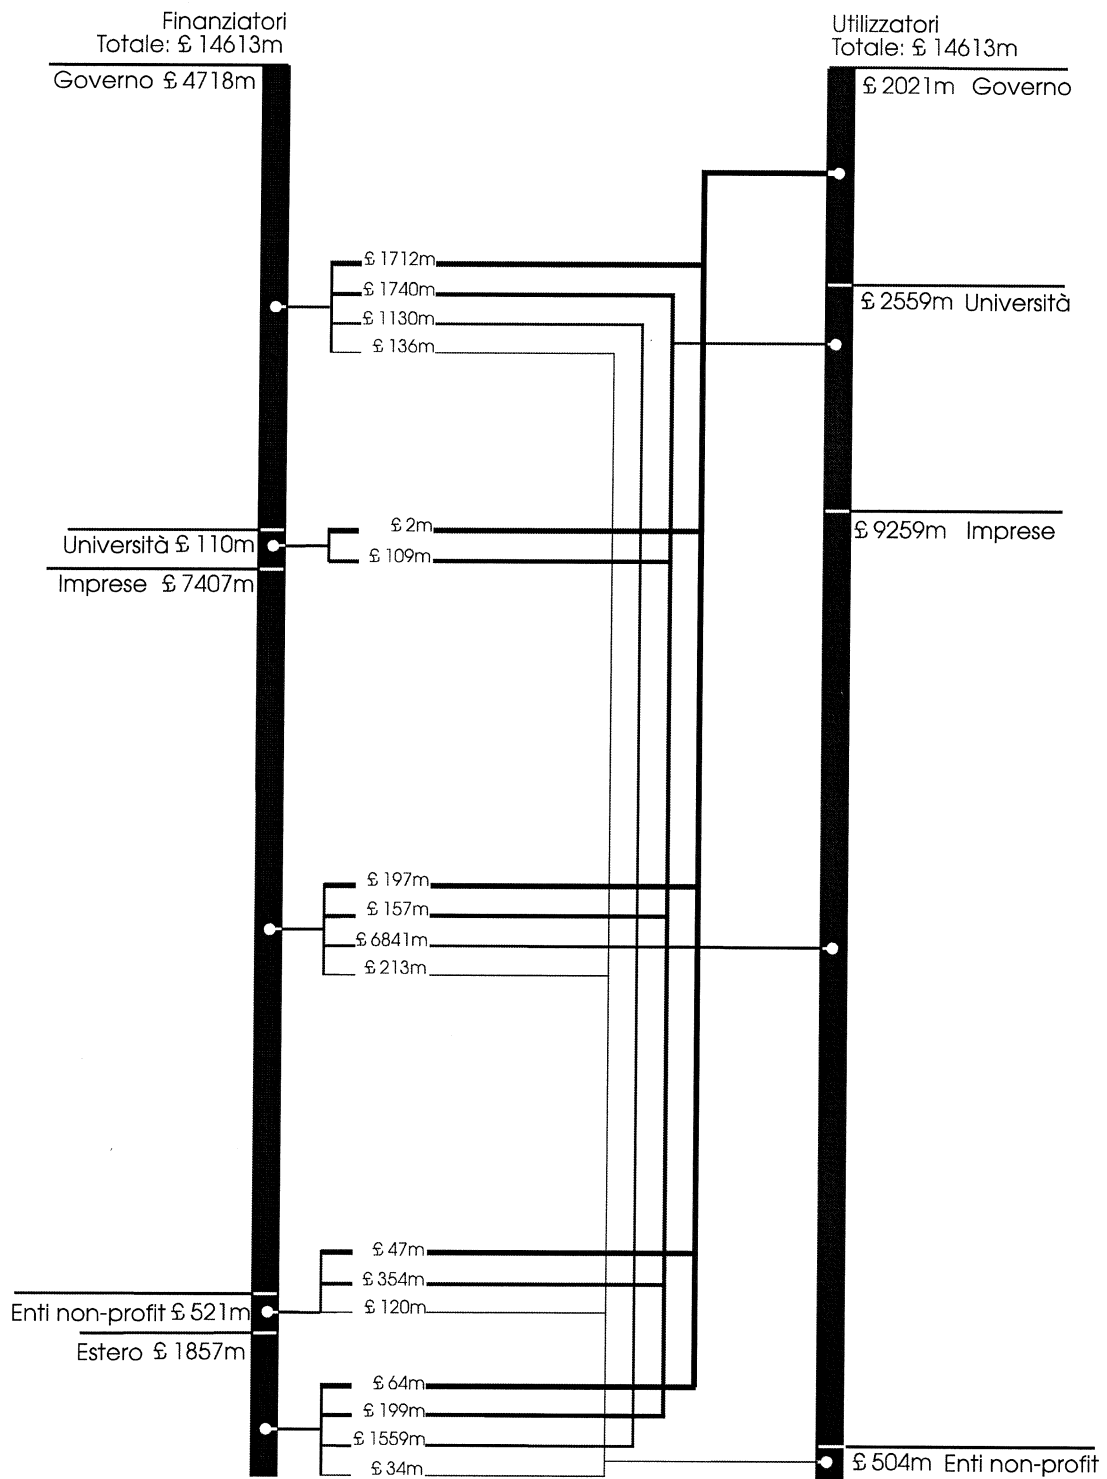 Finanziatori
Totale: £ 14613m
Governo £ 4718m
£ 1712m
£ 1740m
£ 1130m
£ 136m
Università £ 110m
£ 2m
£ 109m
Imprese £ 7407m
£ 197m
£ 157m
£ 6841m
£ 213m
Enti non-profit £ 521m
£ 47m
£ 354m
£ 120m
Estero £ 1857m
£ 64m
£ 199m
£ 1559m
£ 34m
Utilizzatori
Totale: £ 14613m
£ 2021m Governo
£ 2559m Università
£ 9259m Imprese
£ 504m Enti non-profit